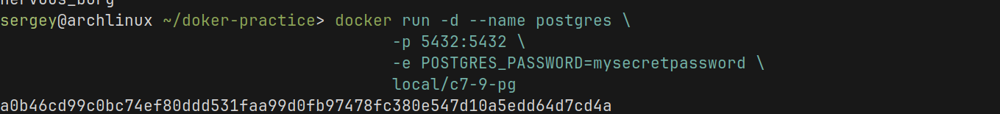 nervous_borg
sergey@archlinux ~/doker-practice> docker run -d --name postgres \
-p 5432:5432 \
-e POSTGRES_PASSWORD=mysecretpassword \
local/c7-9-pg
a0b46cd99c0bc74ef80ddd531faa99d0fb97478fc380e547d10a5edd64d7cd4a